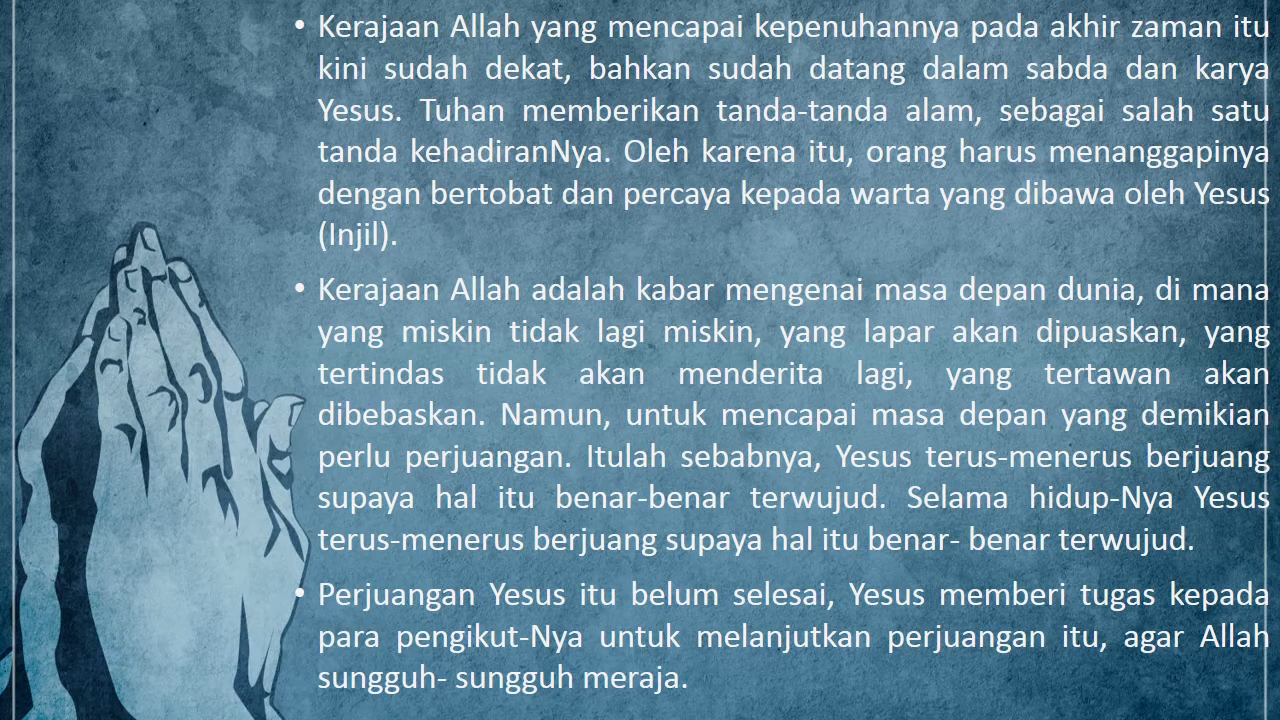 • Kerajaan Allah yang mencapai kepenuhannya pada akhir zaman itu
kini sudah dekat, bahkan sudah datang dalam sabda dan karya
Yesus. Tuhan memberikan tanda-tanda alam, sebagai salah satu
tanda kehadiranNya. Oleh karena itu, orang harus menanggapinya
dengan bertobat dan percaya kepada warta yang dibawa oleh Yesus
(Injil).
• Kerajaan Allah adalah kabar mengenai masa depan dunia, di mana
yang miskin tidak lagi miskin, yang lapar akan dipuaskan, yang
tertindas tidak akan menderita lagi, yang tertawan akan
dibebaskan. Namun, untuk mencapai masa depan yang demikian
perlu perjuangan. Itulah sebabnya, Yesus terus-menerus berjuang
supaya hal itu benar-benar terwujud. Selama hidup-Nya Yesus
terus-menerus berjuang supaya hal itu benar- benar terwujud.
• Perjuangan Yesus itu belum selesai, Yesus memberi tugas kepada
para pengikut-Nya untuk melanjutkan perjuangan itu, agar Allah
sungguh- sungguh meraja.